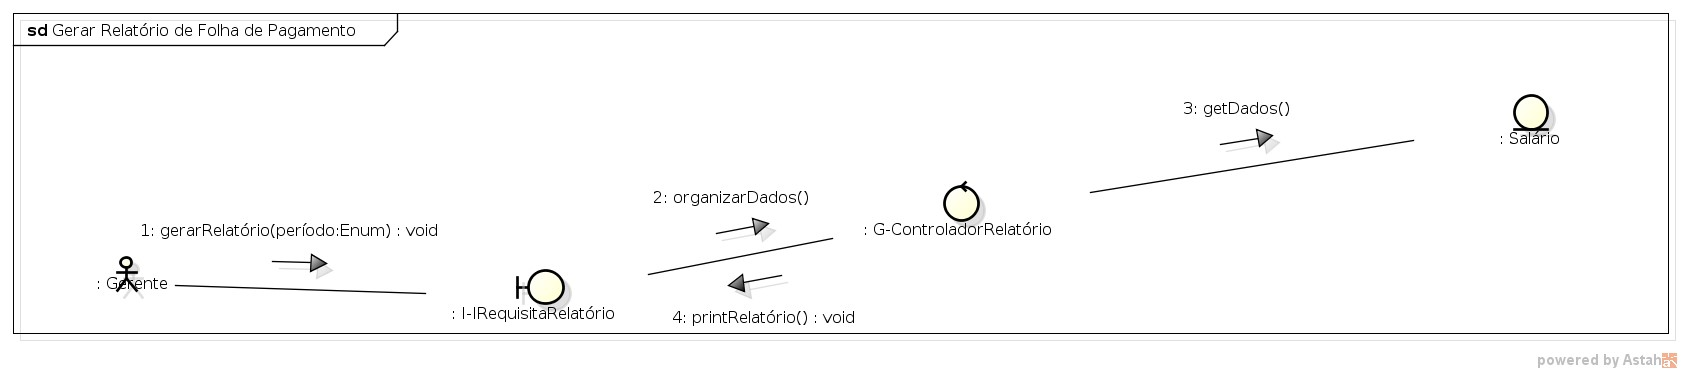 sd Gerar Relatório de Folha de Pagamento
3: getDados()
: Salário
2: organizarDados()
: G-ControladorRelatório
1: gerarRelatório(período:Enum) : void
: Gerente
: I-IRequisitaRelatório
4: printRelatório() : void
powered by Astah